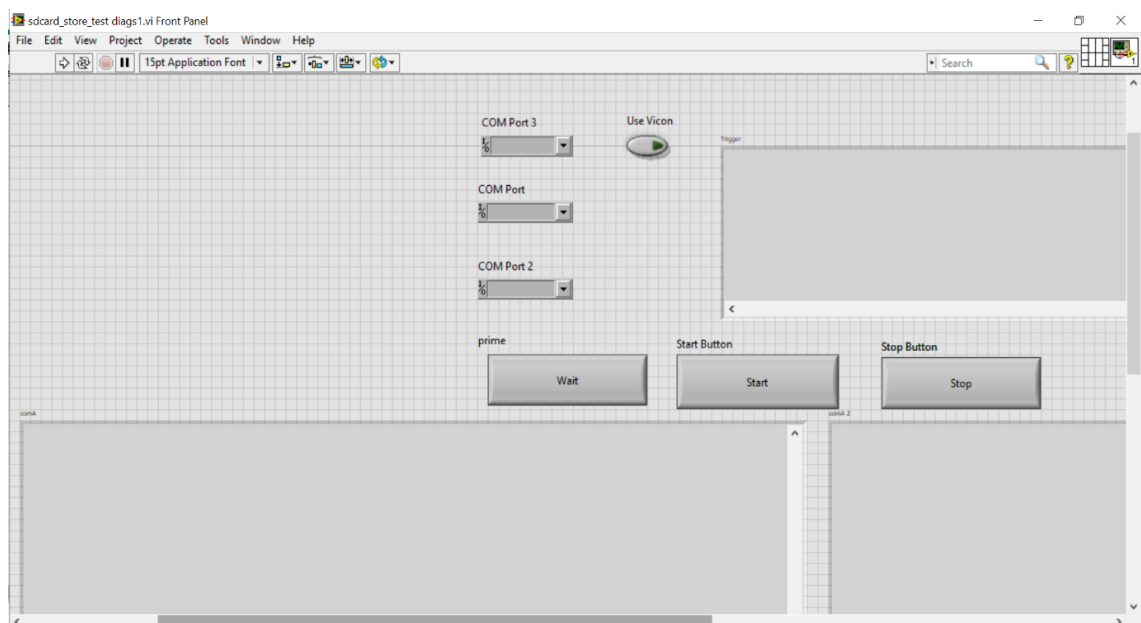 sdcard_store_test diags1.vi Front Panel
File Edit View Project Operate Tools Window Help
15pt Application Font
Search
COM Port 3
Use Vicon
Trigger
COM Port
COM Port 2
prime
Start Button
Stop Button
Wait
Start
Stop
comA
comA 2